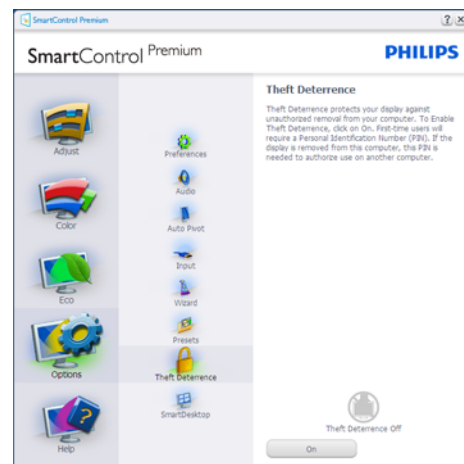 SmartControl Premium
SmartControl Premium
PHILIPS
Adjust
Color
Eco
Options
Help
Preferences
Audio
Auto Pivot
Input
Wizard
Presets
Theft Deterrence
SmartDesktop
Theft Deterrence
Theft Deterrence protects your display against
unauthorized removal from your computer. To Enable
Theft Deterrence, click on On. First-time users will
require a Personal Identification Number (PIN). If the
display is removed from this computer, this PIN is
needed to authorize use on another computer.
Theft Deterrence Off
On